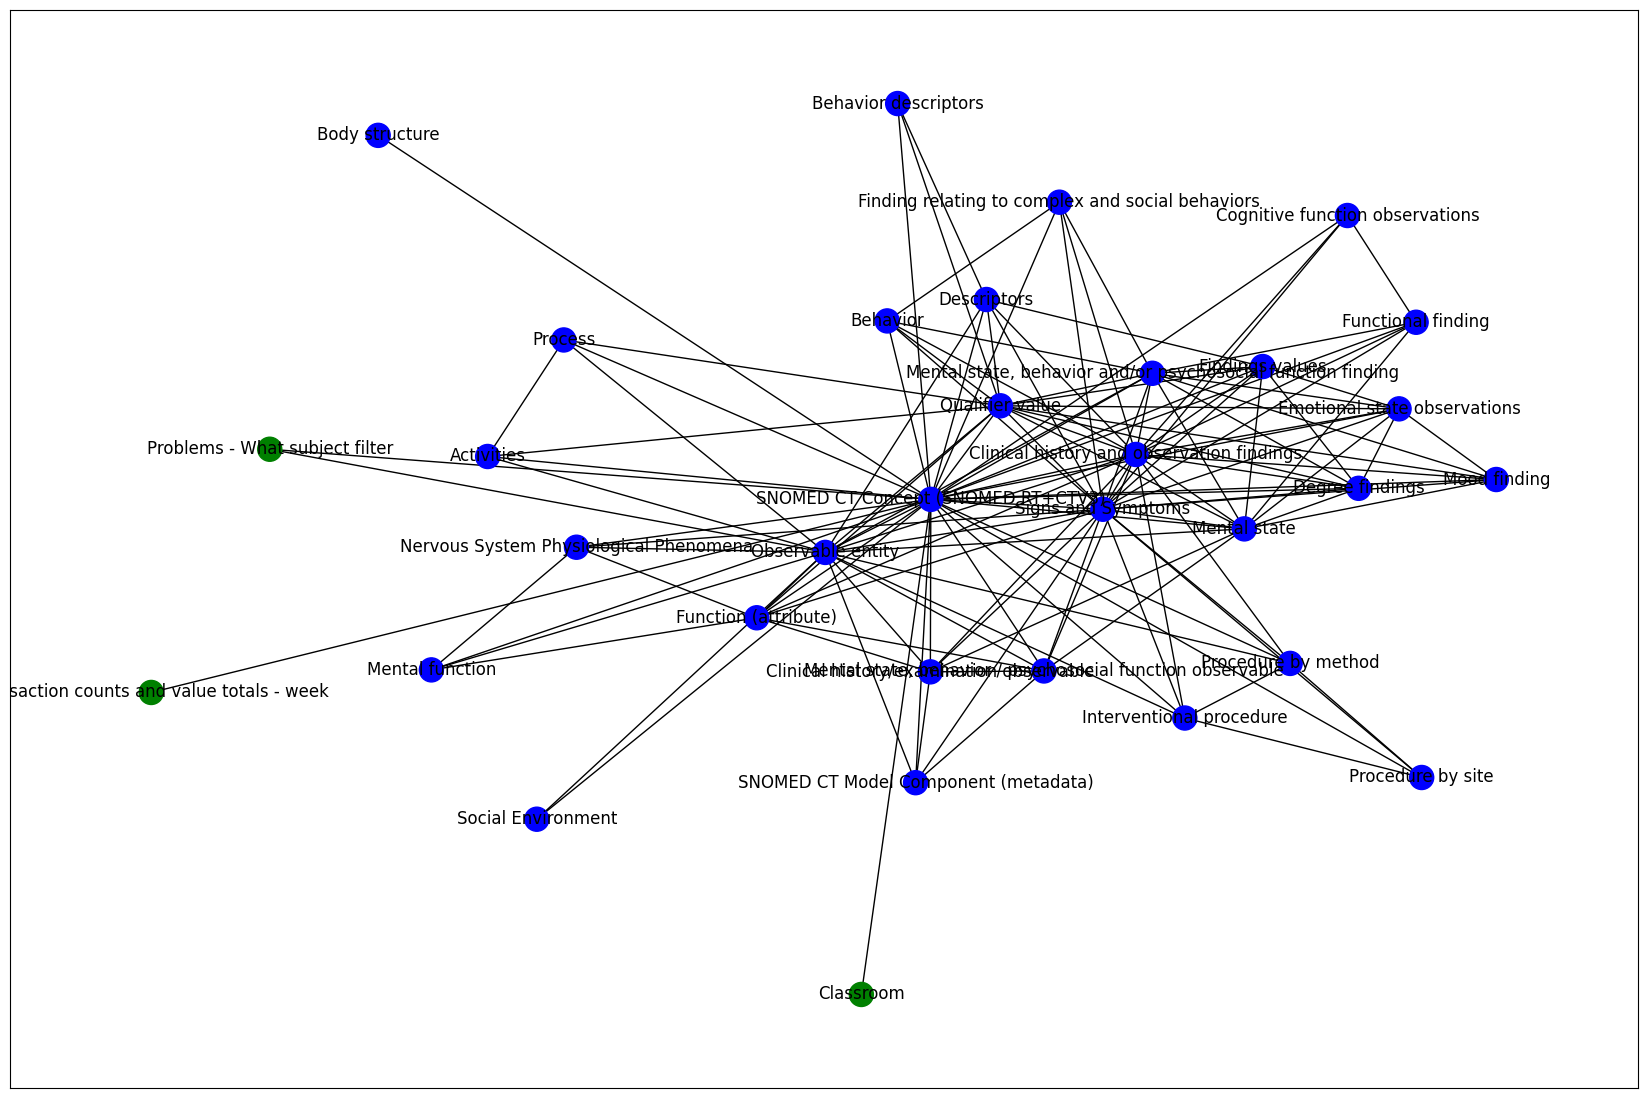 Behavior descriptors
Body structure
Finding relating to complex and social behaviors
Cognitive function observations
Descriptors
Behavior
Functional finding
Process
Findings values
Mental state, behavior and/or psychosocial function finding
Qualifier value
Emotional state observations
Problems - What subject filter
Activities
Clinical history and observation findings
Mood finding
Degree findings
SNOMED CT Concept (SNOMED RT+CTV3)
Signs and Symptoms
Mental state
Nervous System Physiological Phenomena
Observable entity
Function (attribute)
Mental function
Clinical history/examination observable
Mental state, behavior / psychosocial function observable
Procedure by method
saction counts and value totals - week
Interventional procedure
SNOMED CT Model Component (metadata)
Procedure by site
Social Environment
Classroom